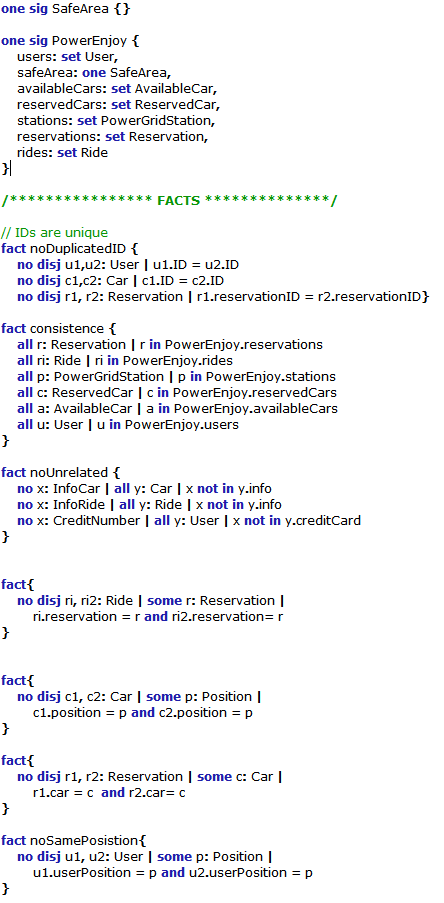 one sig SafeArea {}
one sig PowerEnjoy {
users: set User,
safeArea: one SafeArea,
availableCars: set AvailableCar,
reservedCars: set ReservedCar,
stations: set PowerGridStation,
reservations: set Reservation,
rides: set Ride
}
/**************** FACTS **************/
// IDs are unique
fact noDuplicatedID {
no disj u1,u2: User | u1.ID = u2.ID
no disj c1,c2: Car | c1.ID = c2.ID
no disj r1, r2: Reservation | r1.reservationID = r2.reservationID}
fact consistence {
all r: Reservation | r in PowerEnjoy.reservations
all ri: Ride | ri in PowerEnjoy.rides
all p: PowerGridStation | p in PowerEnjoy.stations
all c: ReservedCar | c in PowerEnjoy.reservedCars
all a: AvailableCar | a in PowerEnjoy.availableCars
all u: User | u in PowerEnjoy.users
}
fact noUnrelated {
no x: InfoCar | all y: Car | x not in y.info
no x: InfoRide | all y: Ride | x not in y.info
no x: CreditNumber | all y: User | x not in y.creditCard
}
fact{
no disj ri, ri2: Ride | some r: Reservation |
ri.reservation = r and ri2.reservation= r
}
fact{
no disj c1, c2: Car | some p: Position |
c1.position = p and c2.position = p
}
fact{
no disj r1, r2: Reservation | some c: Car |
r1.car = c  and r2.car= c
}
fact noSamePosistion{
no disj u1, u2: User | some p: Position |
u1.userPosition = p and u2.userPosition = p
}